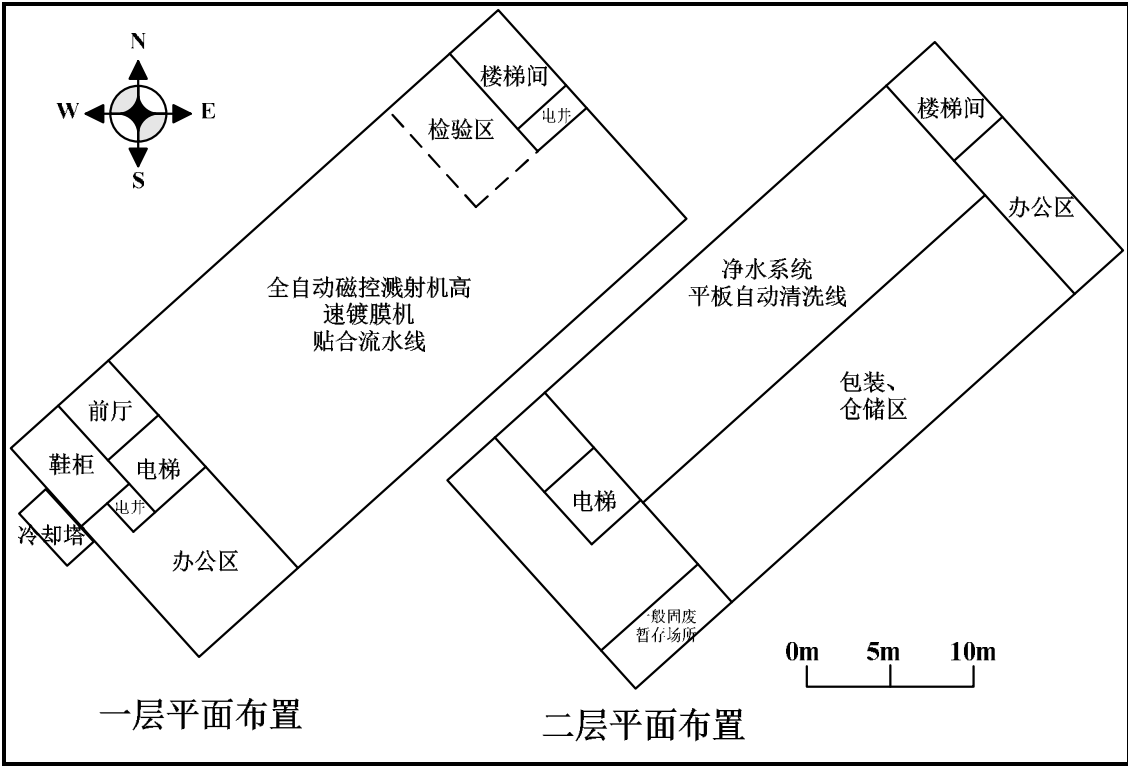 N
W
E
S
楼梯间
电井
检验区
全自动磁控溅射机高
速镀膜机
贴合流水线
前厅
鞋柜
电梯
电井
冷却塔
办公区
一层平面布置
楼梯间
办公区
净水系统
平板自动清洗线
包装、
仓储区
电梯
一般固废
暂存场所
0m 5m 10m
二层平面布置